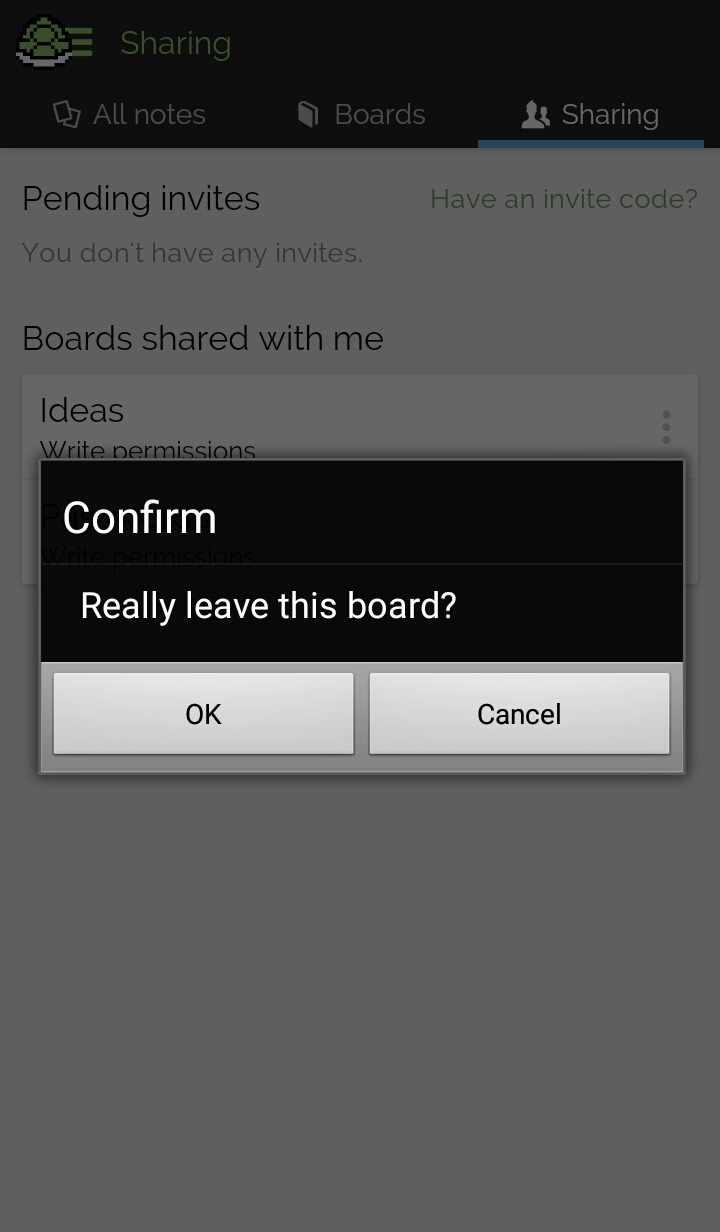 Sharing
All notes
Boards
Sharing
Pending invites
Have an invite code?
You don't have any invites.
Boards shared with me
Ideas
Write permissions
Confirm
Write permissions
Really leave this board?
OK
Cancel